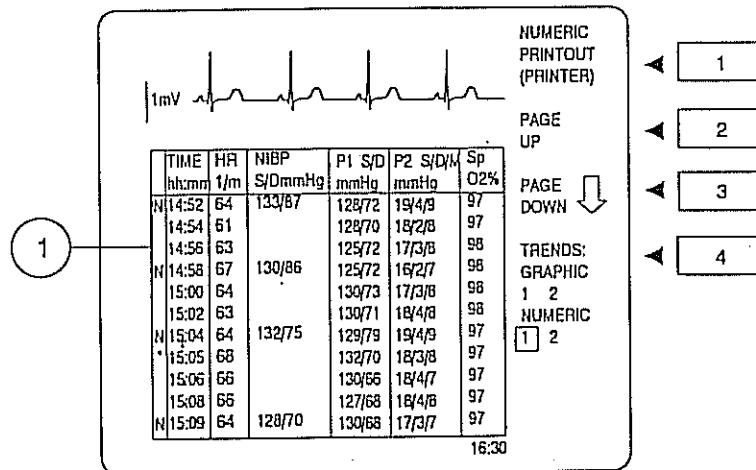 NUMERIC
PRINTOUT
(PRINTER)
1
1mV
PAGE
UP
2
TIME HR NIBP P1 S/D P2 S/D/M Sp
hh:mm 1/m S/DmmHg mmHg mmHg O2%
PAGE
DOWN
3
N 14:52 64 133/87 128/72 19/4/9 97
14:54 61 128/70 18/2/8 97
14:56 63 125/72 17/3/8 98
N 14:58 67 130/86 125/72 16/2/7 98
15:00 64 130/73 17/3/8 98
15:02 63 130/71 18/4/8 98
N 15:04 64 132/75 129/79 19/4/9 97
15:05 68 132/70 18/3/8 97
15:06 66 130/66 18/4/7 97
15:08 66 127/68 18/4/8 97
N 15:09 64 128/70 130/68 17/3/7 97
1
TRENDS:
GRAPHIC
1 2
NUMERIC
1 2
4
16:30